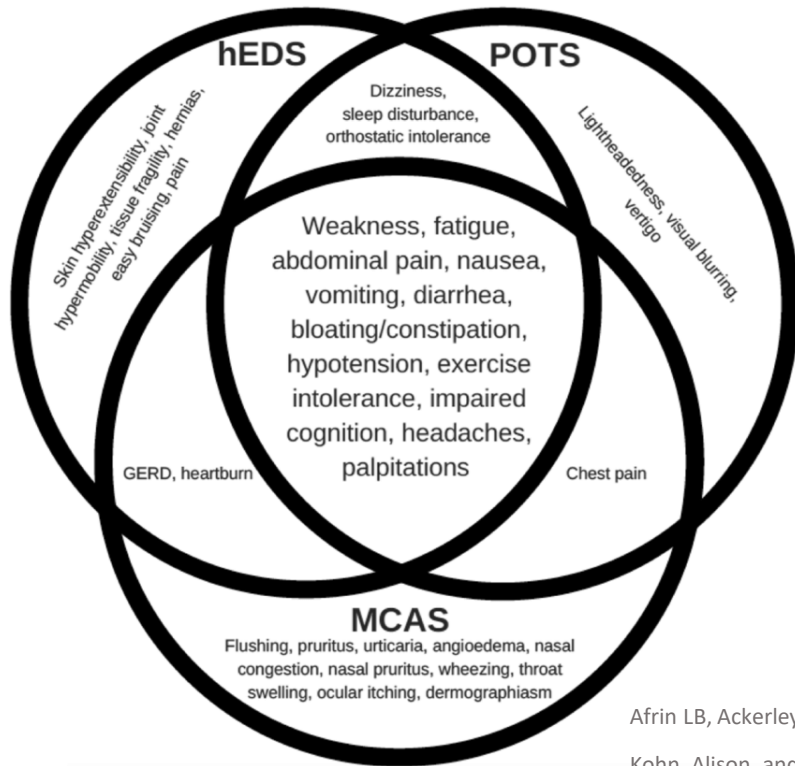 hEDS
POTS
Dizziness,
sleep disturbance,
orthostatic intolerance
Skin hyperextensibility, joint
hypermobility, tissue fragility, hernias,
easy bruising, pain
Lightheadedness, visual blurring,
vertigo
Weakness, fatigue,
abdominal pain, nausea,
vomiting, diarrhea,
bloating/constipation,
hypotension, exercise
intolerance, impaired
cognition, headaches,
palpitations
GERD, heartburn
Chest pain
MCAS
Flushing, pruritus, urticaria, angioedema, nasal
congestion, nasal pruritus, wheezing, throat
swelling, ocular itching, dermographiasm
Afrin LB, Ackerley
Kohn, Alison, and